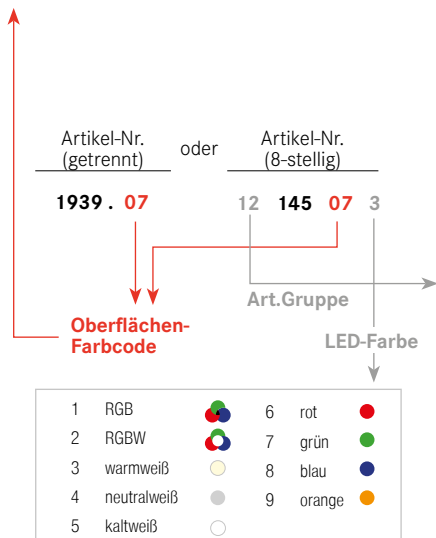 Artikel-Nr.
(getrennt)
oder
Artikel-Nr.
(8-stellig)
1939 . 07
12 145 07 3
Art.Gruppe
Oberflächen-
Farbcode
LED-Farbe
1 RGB
2 RGBW
3 warmweiß
4 neutralweiß
5 kaltweiß
6 rot
7 grün
8 blau
9 orange